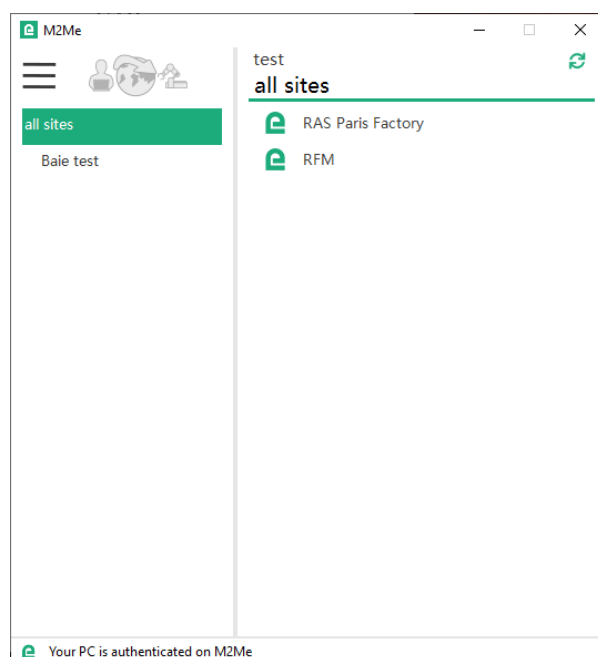 M2Me
all sites
Baie test
test
all sites
RAS Paris Factory
RFM
Your PC is authenticated on M2Me